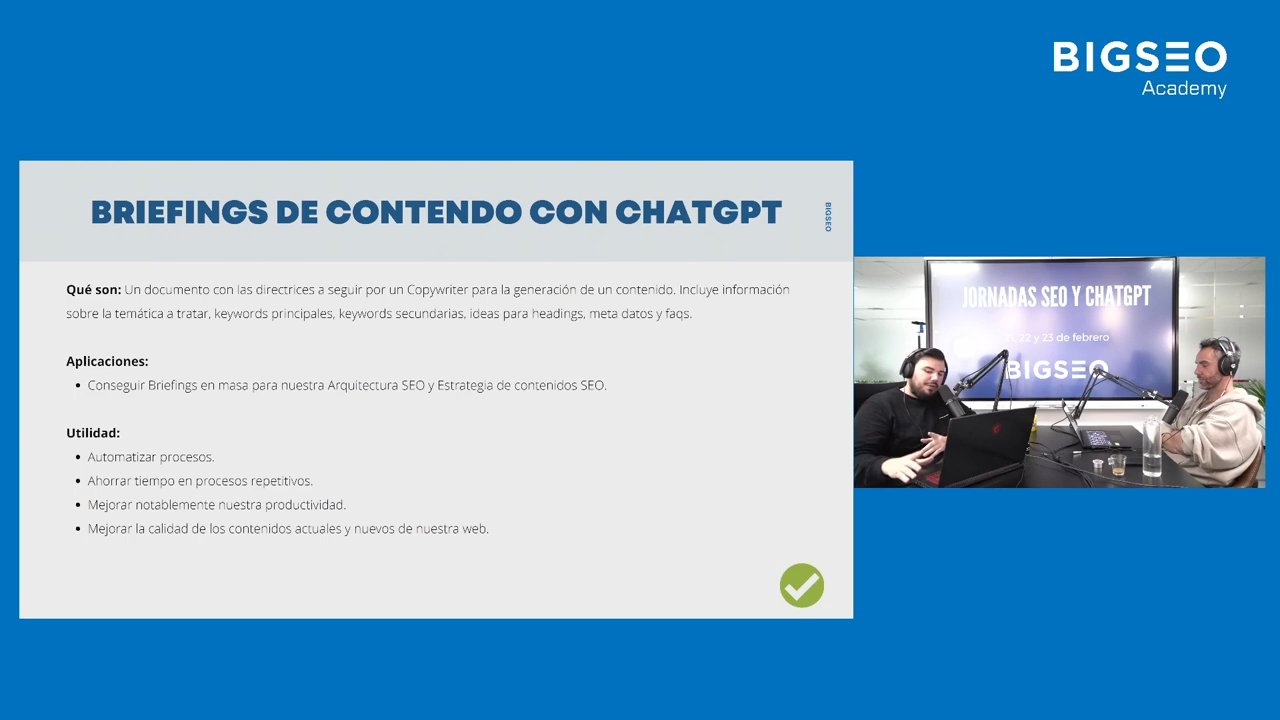 BIGSEO
Academy
BRIEFINGS DE CONTENDO CON CHATGPT
BIGSEO
Qué son: Un documento con las directrices a seguir por un Copywriter para la generación de un contenido. Incluye información
sobre la temática a tratar, keywords principales, keywords secundarias, ideas para headings, meta datos y faqs.
Aplicaciones:
• Conseguir Briefings en masa para nuestra Arquitectura SEO y Estrategia de contenidos SEO.
Utilidad:
• Automatizar procesos.
• Ahorrar tiempo en procesos repetitivos.
• Mejorar notablemente nuestra productividad.
• Mejorar la calidad de los contenidos actuales y nuevos de nuestra web.
JORNADAS SEO Y CHATGPT
22 y 23 de febrero
BIGSEO